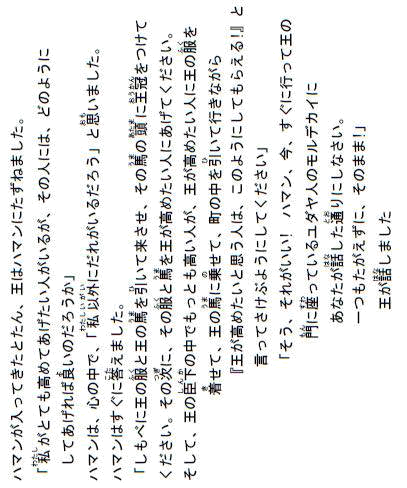 ハマンが入ってきたとたん、王はハマンにたずねました。
「私がとても高めてあげたい人がいるが、その人には、どのように
してあげれば良いのだろうか」
ハマンは、心の中で、「私以外にだれがいるだろう」と思いました。
ハマンはすぐに答えました。
「しもべに王の服と王の馬を引いて来させ、その馬の頭に王冠をつけて
ください。その次に、その服と馬を王が高めたい人にあげてください。
そして、王の臣下の中でもっとも高い人が、王が高めたい人に王の服を
着せて、王の馬に乗せて、町の中を引いて行きながら
『王が高めたいと思う人は、このようにしてもらえる!』と
言ってさけぶようにしてください」
「そう、それがいい! ハマン、今、すぐに行って王の
門に座っているユダヤ人のモルデカイに
あなたが話した通りにしなさい。
一つもたがえずに、そのまま!」
王が話しました